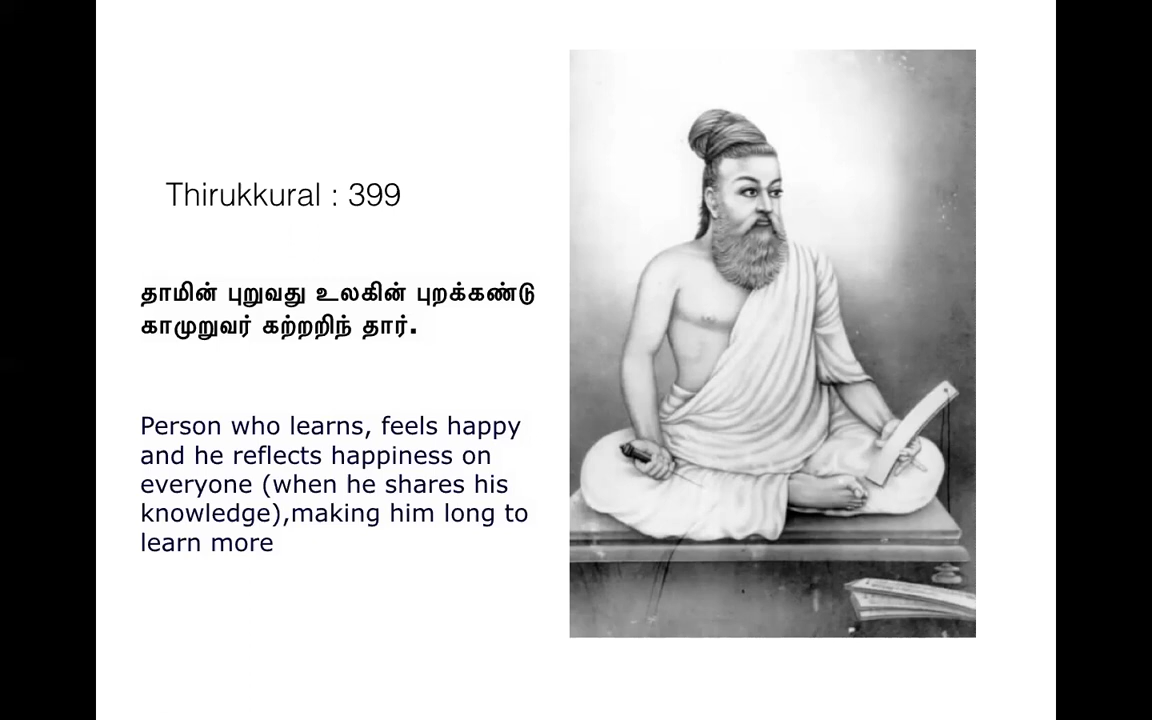 Thirukkural : 399
தாமின் புறுவது உலகின் புறக்கண்டு
காமுறுவர் கற்றறிந் தார்.
Person who learns, feels happy
and he reflects happiness on
everyone (when he shares his
knowledge),making him long to
learn more